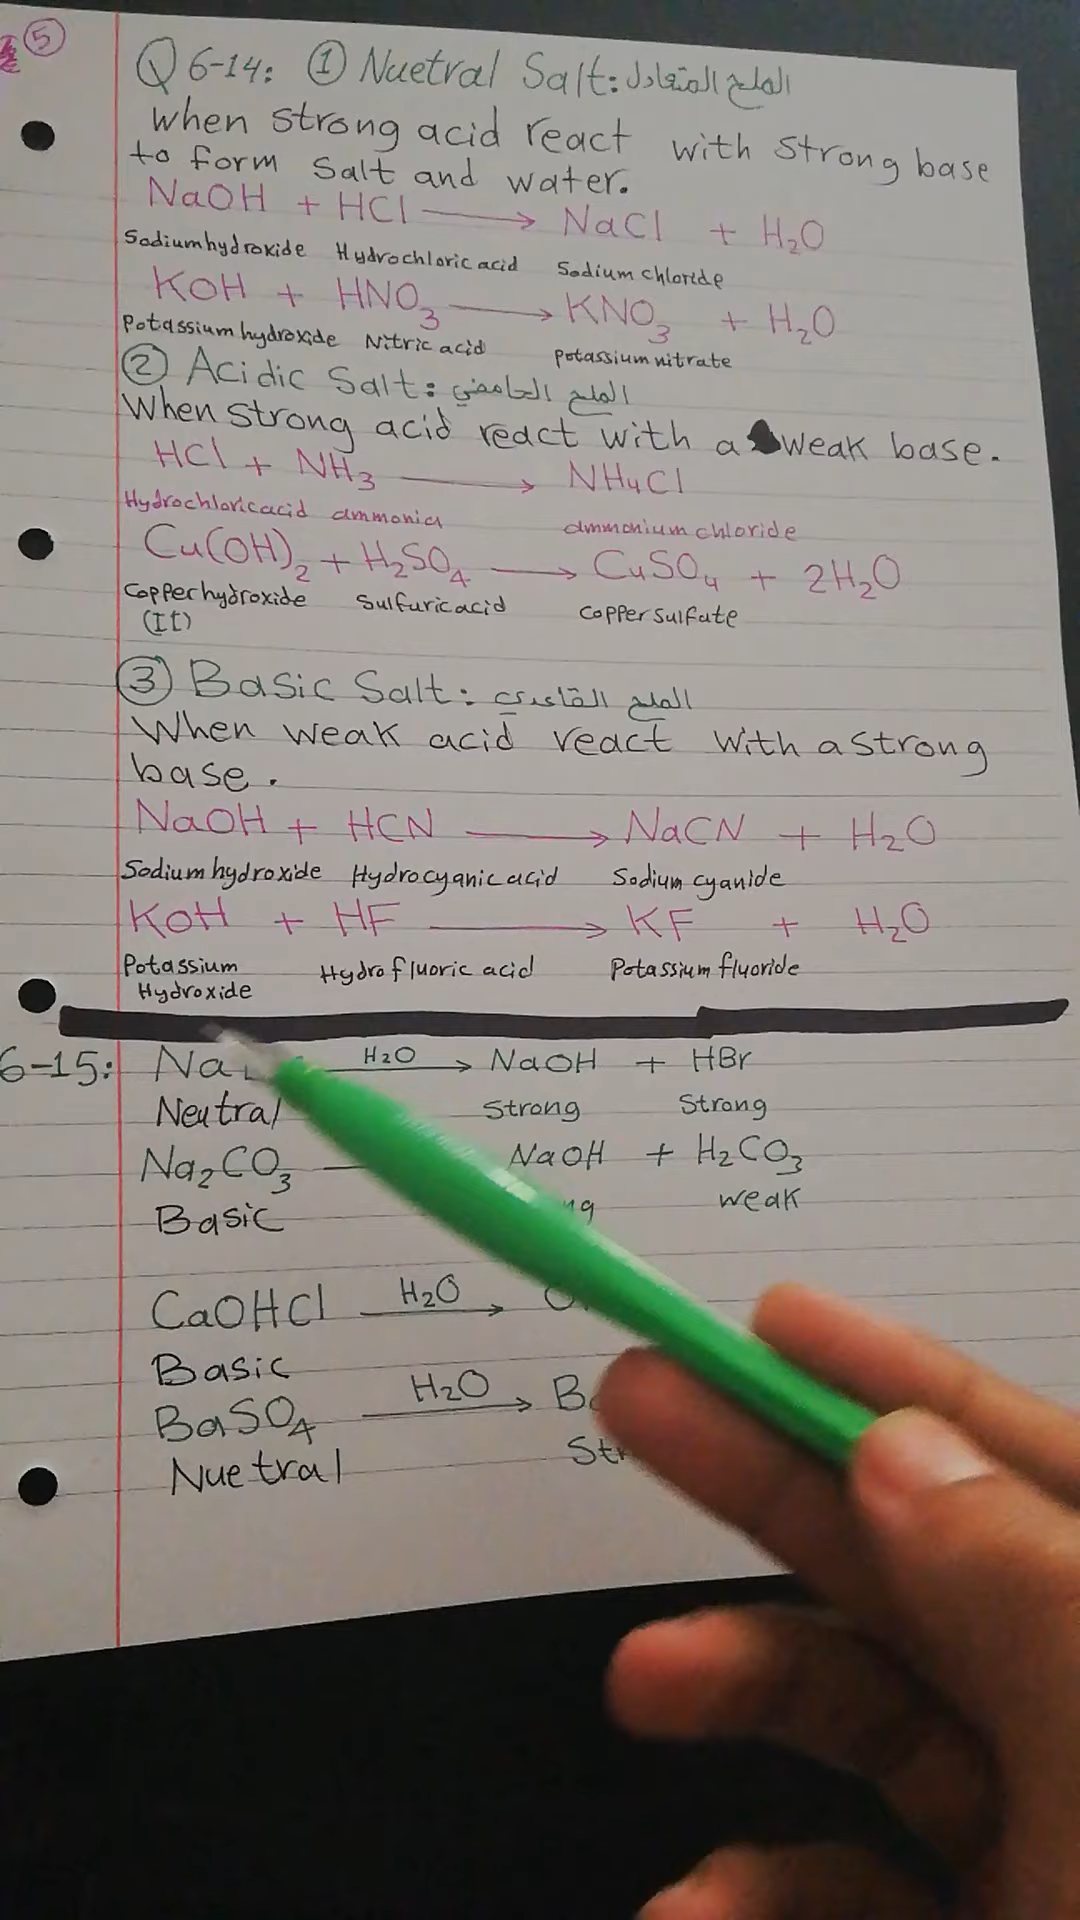 5
Q 6-14: ① Nuetral Salt: الملح المتعادل
when strong acid react with strong base
to form salt and water.
NaOH + HCl → NaCl + H₂O
Sodium hydroxide Hydrochloric acid Sodium chloride
KOH + HNO₃ → KNO₃ + H₂O
Potassium hydroxide Nitric acid potassium nitrate
② Acidic Salt: الملح الحامضي
When strong acid react with a weak base.
HCl + NH₃ → NH₄Cl
Hydrochloric acid ammonia ammonium chloride
Cu(OH)₂ + H₂SO₄ → CuSO₄ + 2H₂O
Copper hydroxide Sulfuric acid Copper sulfate
(II)
③ Basic Salt: الملح القاعدي
When weak acid react with a strong
base.
NaOH + HCN → NaCN + H₂O
Sodium hydroxide Hydrocyanic acid Sodium cyanide
KOH + HF → KF + H₂O
Potassium Hydrofluoric acid Potassium fluoride
Hydroxide
6-15: Na H₂O → NaOH + HBr
Neutral Strong Strong
Na₂CO₃ NaOH + H₂CO₃
Basic weak
CaOHCl H₂O →
Basic
BaSO₄ H₂O →
Nuetral